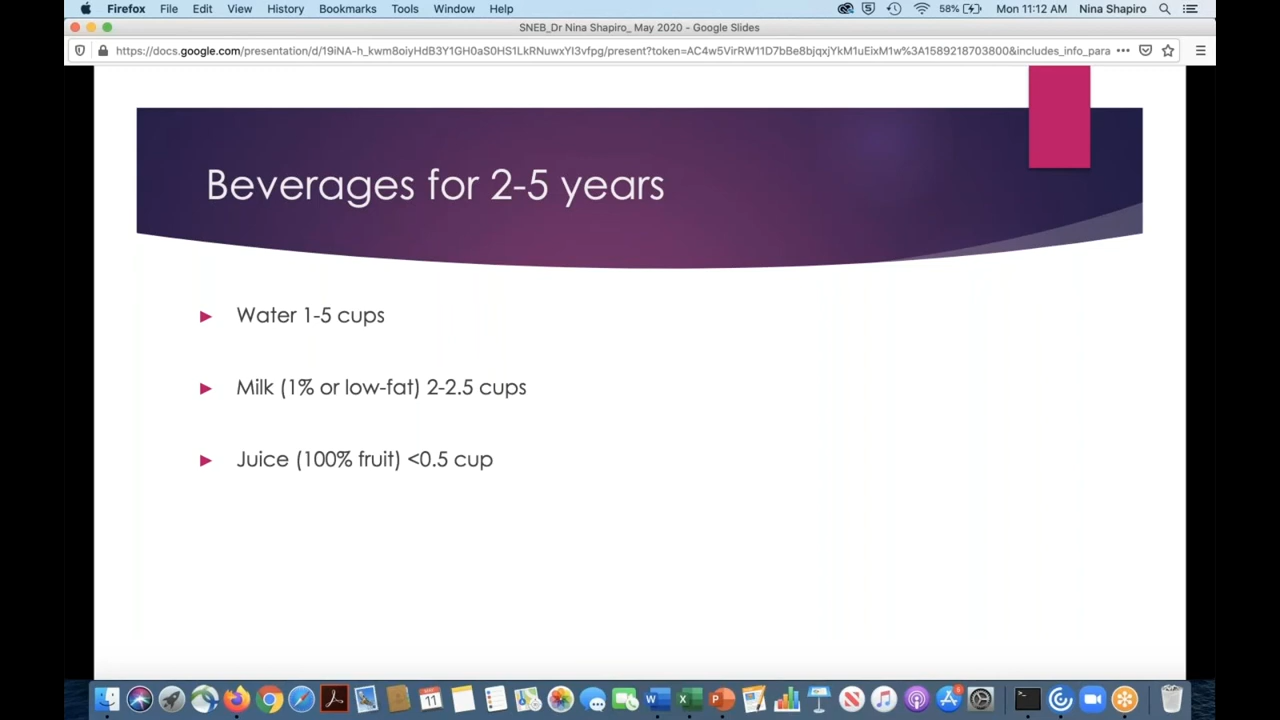 Firefox File Edit View History Bookmarks Tools Window Help 58% Mon 11:12 AM Nina Shapiro
SNEB_Dr Nina Shapiro_ May 2020 - Google Slides
https://docs.google.com/presentation/d/19iNA-h_kwm8oiyHdB3Y1GH0aS0HS1LkRNuwxYI3vfpg/present?token=AC4w5VirRW11D7bBe8bjqxjYkM1uEixM1w%3A1589218703800&includes_info_para
Beverages for 2-5 years
Water 1-5 cups
Milk (1% or low-fat) 2-2.5 cups
Juice (100% fruit) <0.5 cup